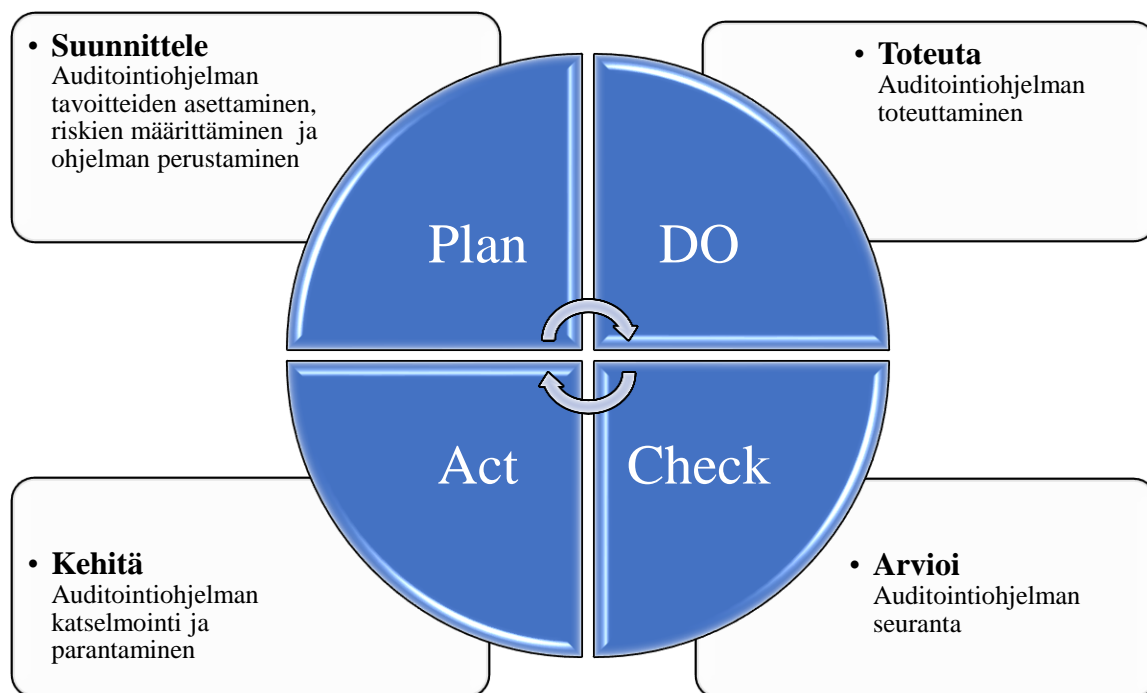 • Suunnittele
Auditointiohjelman
tavoitteiden asettaminen,
riskien määrittäminen ja
ohjelman perustaminen
• Toteuta
Auditointiohjelman
toteuttaminen
Plan
DO
Act
Check
• Kehitä
Auditointiohjelman
katselmointi ja
parantaminen
• Arvioi
Auditointiohjelman
seuranta